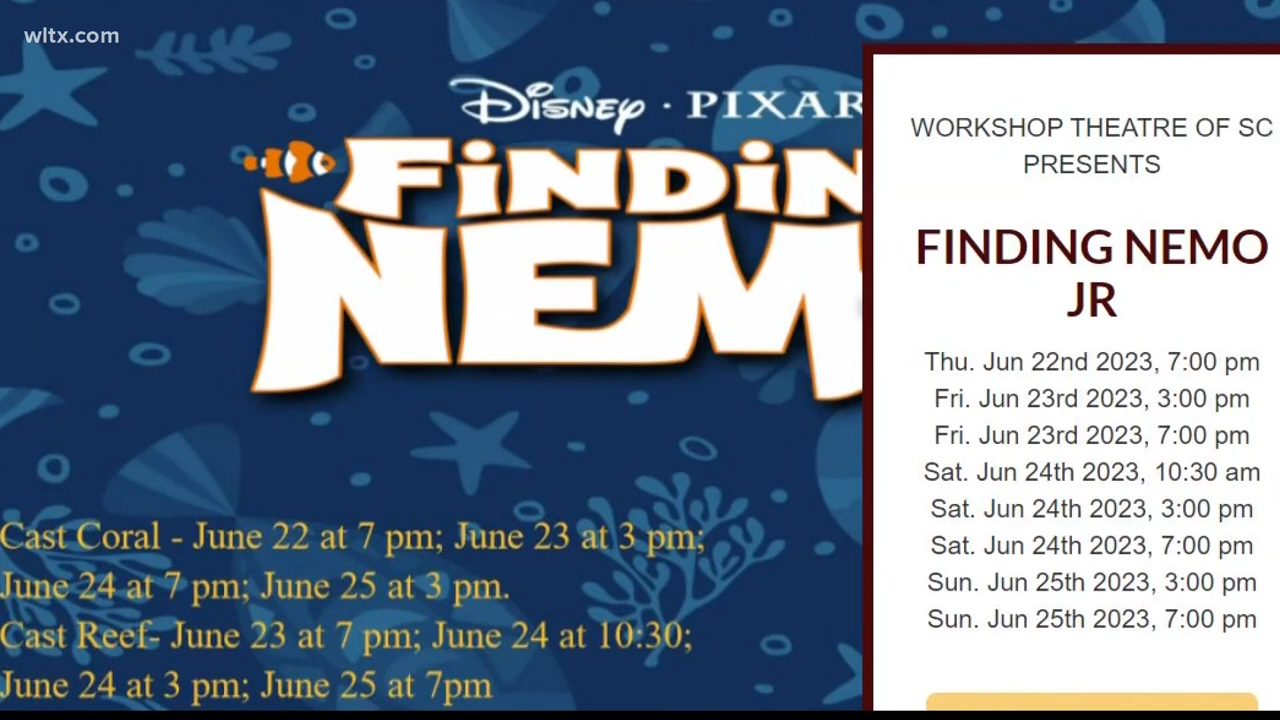 wltx.com
Disney · PIXAR
FiNDiN
NEM
Cast Coral - June 22 at 7 pm; June 23 at 3 pm;
June 24 at 7 pm; June 25 at 3 pm.
Cast Reef- June 23 at 7 pm; June 24 at 10:30;
June 24 at 3 pm; June 25 at 7pm
WORKSHOP THEATRE OF SC
PRESENTS
FINDING NEMO
JR
Thu. Jun 22nd 2023, 7:00 pm
Fri. Jun 23rd 2023, 3:00 pm
Fri. Jun 23rd 2023, 7:00 pm
Sat. Jun 24th 2023, 10:30 am
Sat. Jun 24th 2023, 3:00 pm
Sat. Jun 24th 2023, 7:00 pm
Sun. Jun 25th 2023, 3:00 pm
Sun. Jun 25th 2023, 7:00 pm